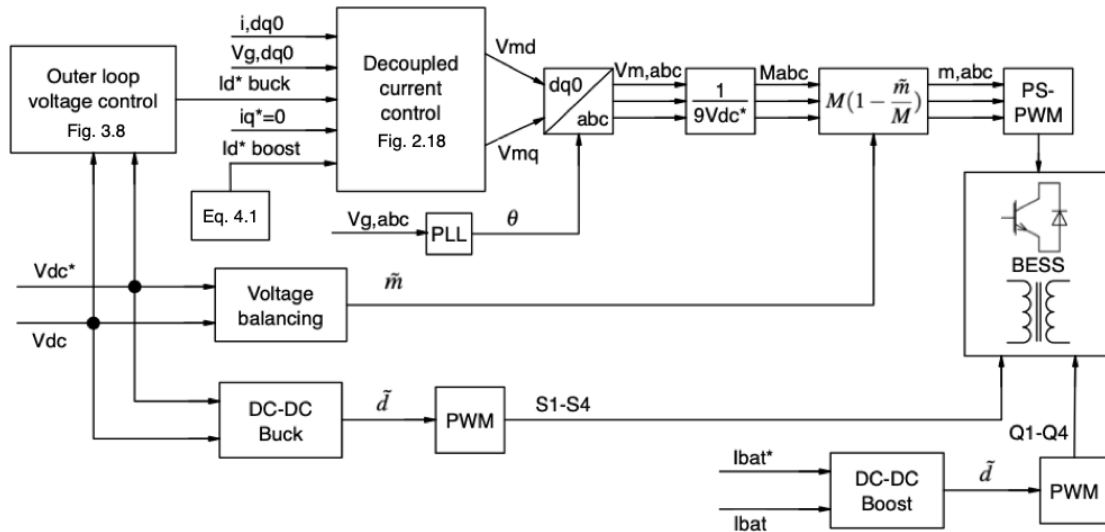 i,dq0
Vg,dq0
Id* buck
iq*=0
Id* boost
Outer loop
voltage control
Fig. 3.8
Decoupled
current
control
Fig. 2.18
Vmd
Vmq
dq0
abc
Vm,abc
1
9Vdc*
Mabc
M(1 - m̃/M)
m,abc
PS-
PWM
Eq. 4.1
Vg,abc
PLL
θ
BESS
Vdc*
Vdc
Voltage
balancing
m̃
DC-DC
Buck
d̃
PWM
S1-S4
Q1-Q4
Ibat*
Ibat
DC-DC
Boost
d̃
PWM